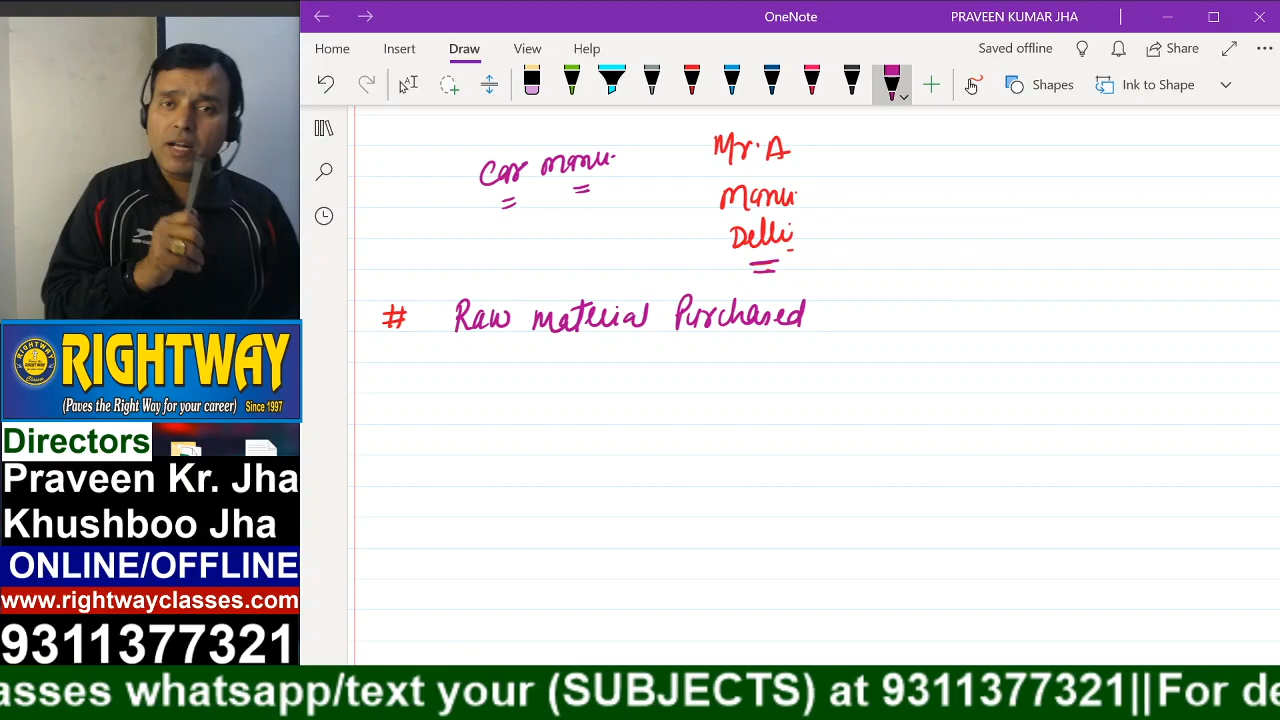 OneNote
PRAVEEN KUMAR JHA
Home Insert Draw View Help
Saved offline
Share
Shapes
Ink to Shape
Car manu.
Mr. A
Manu.
Delhi
# Raw material Purchased
RIGHTWAY
(Paves the Right Way for your career) Since 1997
Directors
Praveen Kr. Jha
Khushboo Jha
ONLINE/OFFLINE
www.rightwayclasses.com
9311377321
asses whatsapp/text your (SUBJECTS) at 9311377321||For de